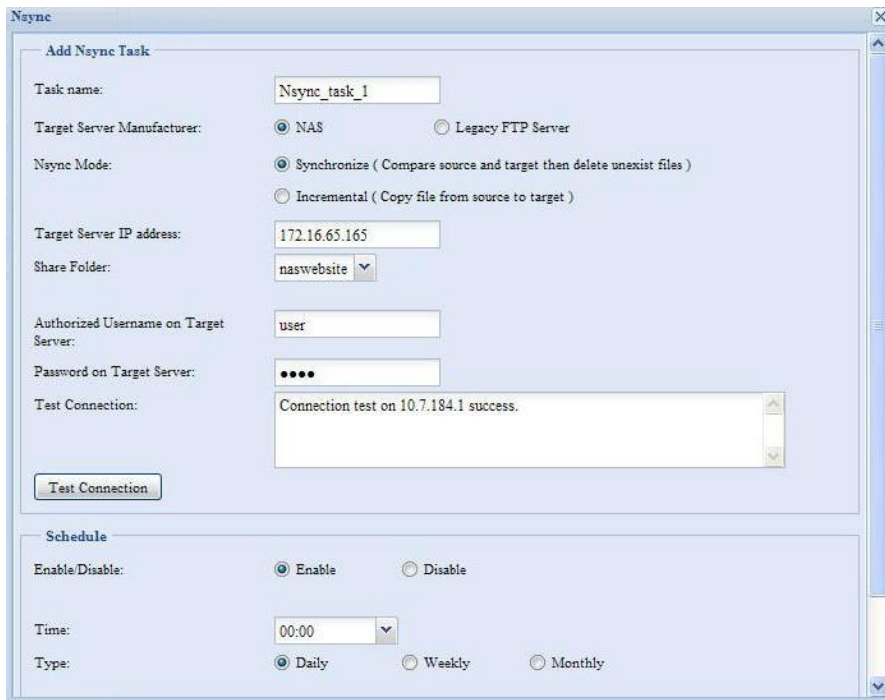 Nsync
Add Nsync Task
Task name: Nsync_task_1
Target Server Manufacturer: NAS Legacy FTP Server
Nsync Mode: Synchronize ( Compare source and target then delete unexist files )
Incremental ( Copy file from source to target )
Target Server IP address: 172.16.65.165
Share Folder: naswebsite
Authorized Username on Target
Server: user
Password on Target Server: ●●●●
Test Connection: Connection test on 10.7.184.1 success.
Test Connection
Schedule
Enable/Disable: Enable Disable
Time: 00:00
Type: Daily Weekly Monthly